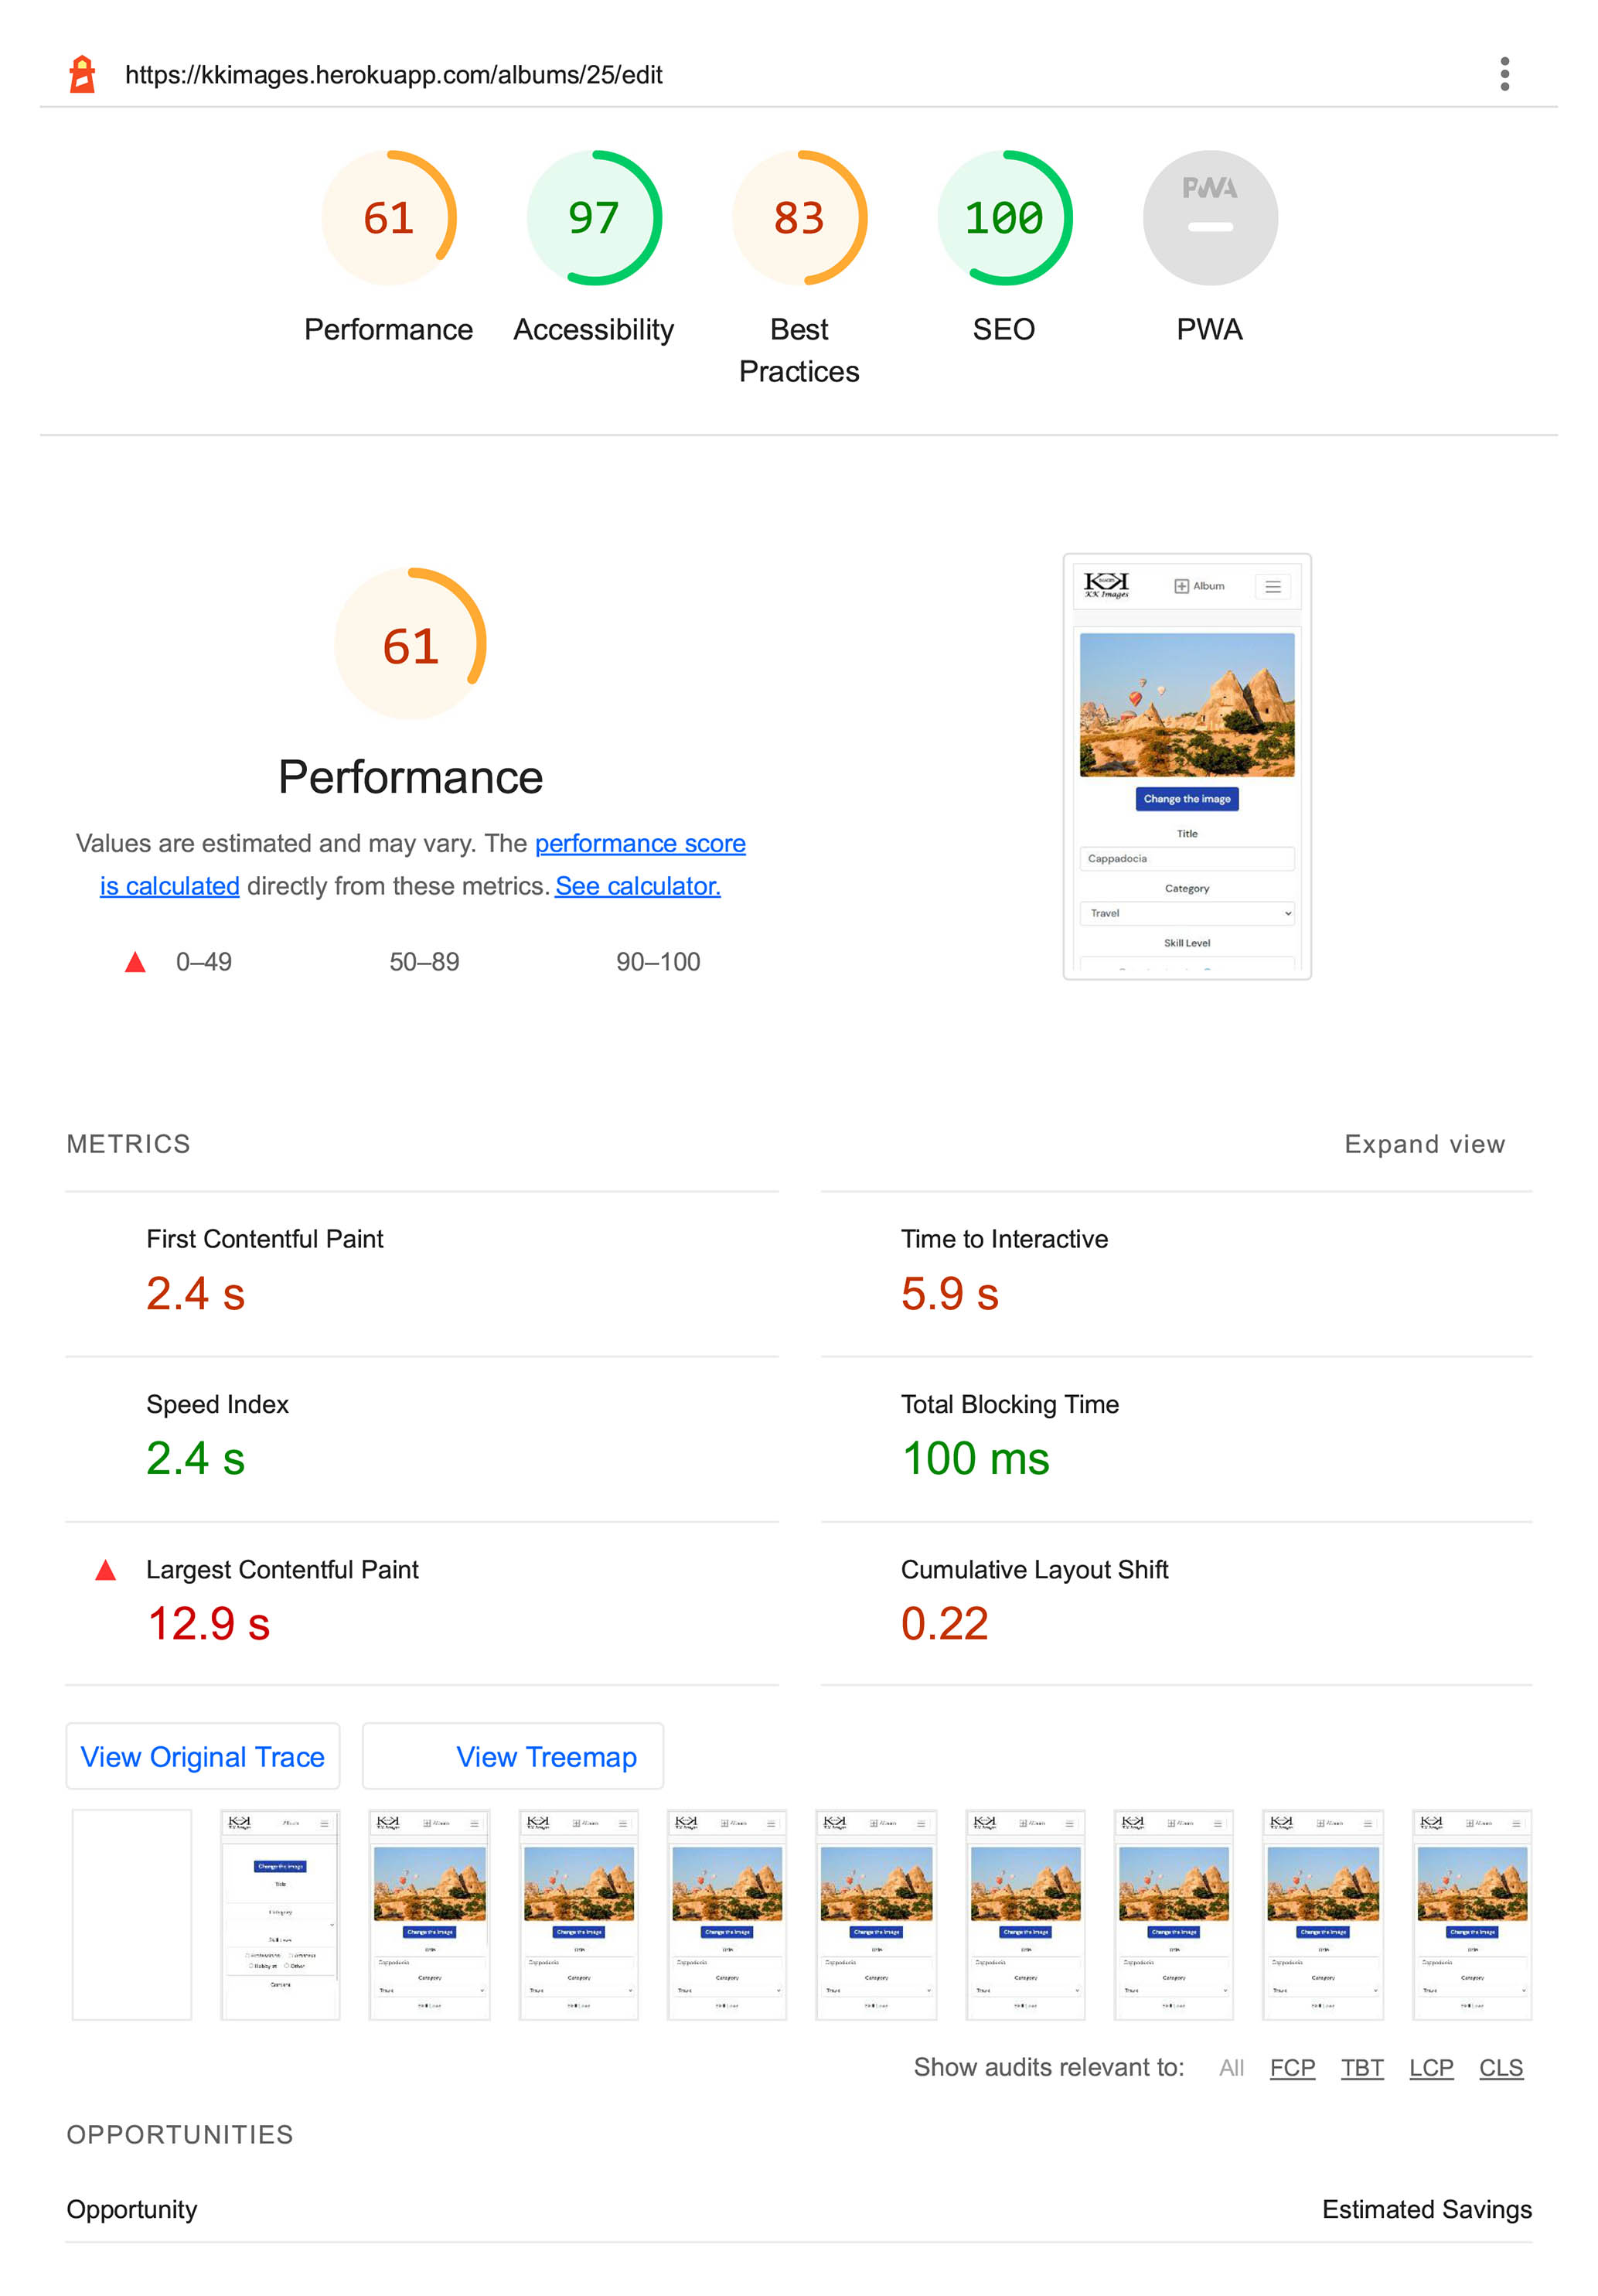 https://kkimages.herokuapp.com/albums/25/edit
61
97
83
100
PWA
Performance
Accessibility
Best
Practices
SEO
PWA
61
Performance
Values are estimated and may vary. The performance score
is calculated directly from these metrics. See calculator.
0–49
50–89
90–100
KK Images
Album
Change the image
Title
Cappadocia
Category
Travel
Skill Level
METRICS
Expand view
First Contentful Paint
2.4 s
Time to Interactive
5.9 s
Speed Index
2.4 s
Total Blocking Time
100 ms
Largest Contentful Paint
12.9 s
Cumulative Layout Shift
0.22
View Original Trace
View Treemap
Show audits relevant to: All FCP TBT LCP CLS
OPPORTUNITIES
Opportunity
Estimated Savings